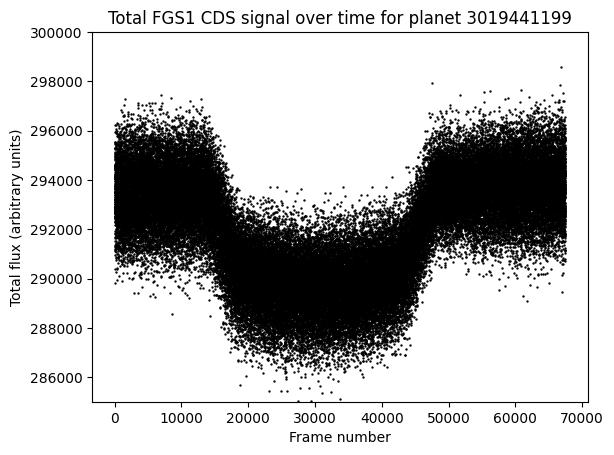 Total FGS1 CDS signal over time for planet 3019441199
300000
298000
296000
294000
292000
290000
288000
286000
Total flux (arbitrary units)
0 10000 20000 30000 40000 50000 60000 70000
Frame number